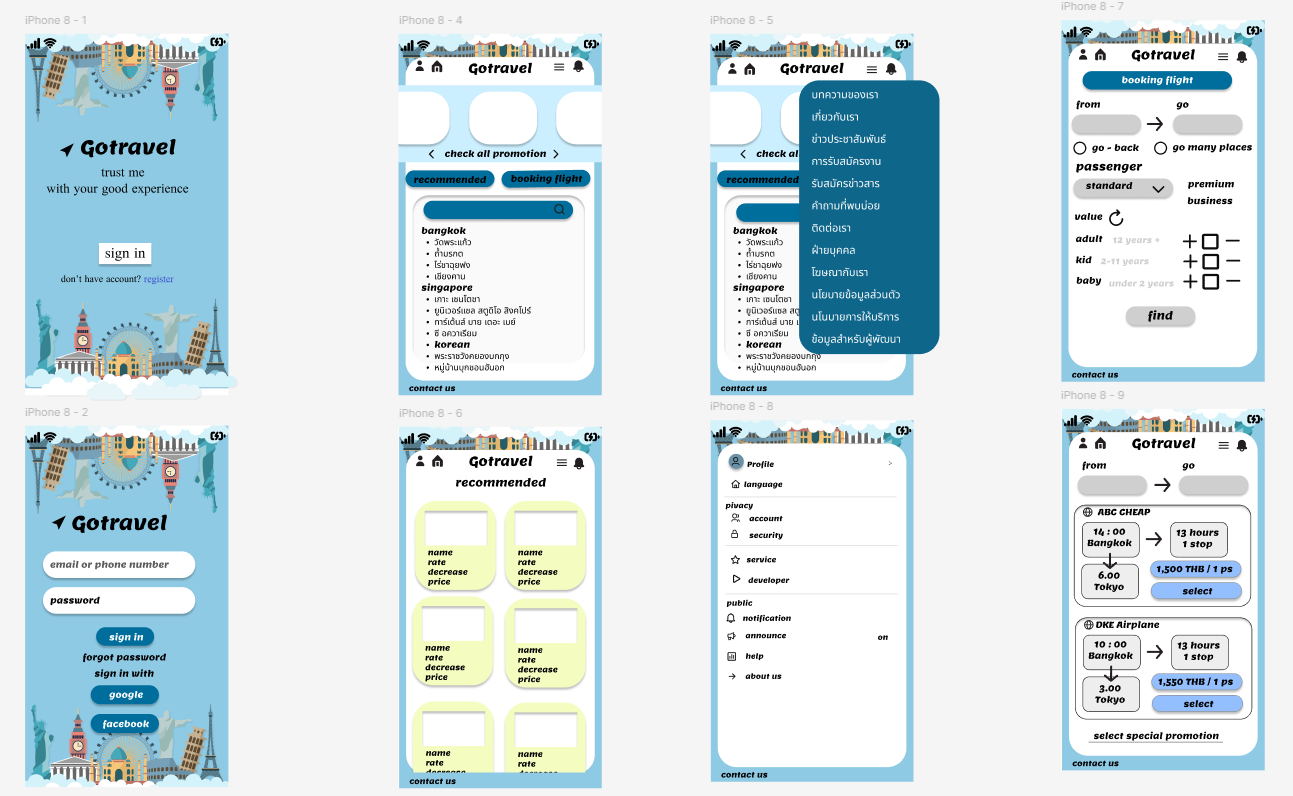 iPhone 8 - 1
Gotravel
trust me
with your good experience
sign in
don't have account? register
iPhone 8 - 2
Gotravel
email or phone number
password
sign in
forgot password
sign in with
google
facebook
iPhone 8 - 4
Gotravel
check all promotion
recommended
booking flight
bangkok
วัดพระแก้ว
ถ้ำมรกต
ไร่ชาฉุยฟง
เชียงคาน
singapore
เกาะ เซนโตซา
ยูนิเวอร์แซล สตูดิโอ สิงคโปร์
การ์เด้นส์ บาย เดอะ เบย์
ซี อควาเรียม
korean
พระราชวังคยองบกกุง
หมู่บ้านบุกชอนฮันอก
contact us
iPhone 8 - 6
Gotravel
recommended
name
rate
decrease
price
name
rate
decrease
price
name
rate
decrease
price
name
rate
decrease
price
name
rate
decrease
name
rate
decrease
contact us
iPhone 8 - 5
Gotravel
check al
recommended
บทความของเรา
เกี่ยวกับเรา
ข่าวประชาสัมพันธ์
การรับสมัครงาน
รับสมัครข่าวสาร
คำถามที่พบบ่อย
ติดต่อเรา
ฝ่ายบุคคล
โฆษณากับเรา
นโยบายข้อมูลส่วนตัว
นโนบายการให้บริการ
ข้อมูลสำหรับผู้พัฒนา
bangkok
วัดพระแก้ว
ถ้ำมรกต
ไร่ชาฉุยฟง
เชียงคาน
singapore
เกาะ เซนโตซา
ยูนิเวอร์แซล ส
การ์เด้นส์ บาย เ
ซี อควาเรียม
korean
พระราชวังคยองบกกุง
หมู่บ้านบุกชอนฮันอก
contact us
iPhone 8 - 8
Profile
language
pivacy
account
security
service
developer
public
notification
announce on
help
about us
contact us
iPhone 8 - 7
Gotravel
booking flight
from go
go - back go many places
passenger
standard
premium
business
value
adult 12 years +
kid 2-11 years
baby under 2 years
find
contact us
iPhone 8 - 9
Gotravel
from go
ABC CHEAP
14 : 00
Bangkok
13 hours
1 stop
6.00
Tokyo
1,500 THB / 1 ps
select
DKE Airplane
10 : 00
Bangkok
13 hours
1 stop
3.00
Tokyo
1,550 THB / 1 ps
select
select special promotion
contact us